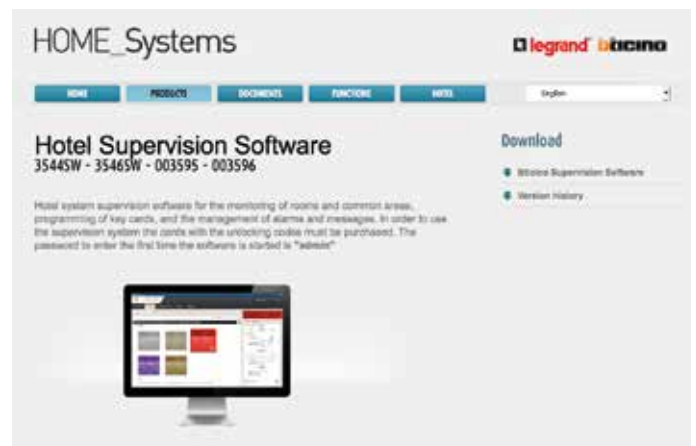 HOME_Systems
legrand bticino
HOME PRODUCTS DOCUMENTS FUNCTIONS NOTES English
Hotel Supervision Software
3544SW - 3546SW - 003595 - 003596
Hotel system supervision software for the monitoring of rooms and common areas,
programming of key cards, and the management of alarms and messages. In order to use
the supervision system the cards with the unlocking codes must be purchased. The
password to enter the first time the software is started is "admin"
Download
Bticino Supervision Software
Version history